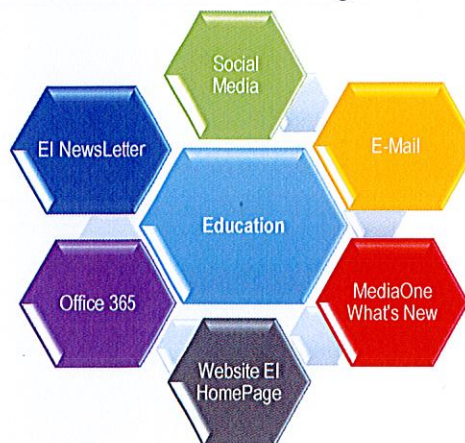 Social
Media
EI NewsLetter
E-Mail
Education
Office 365
MediaOne
What's New
Website EI
HomePage